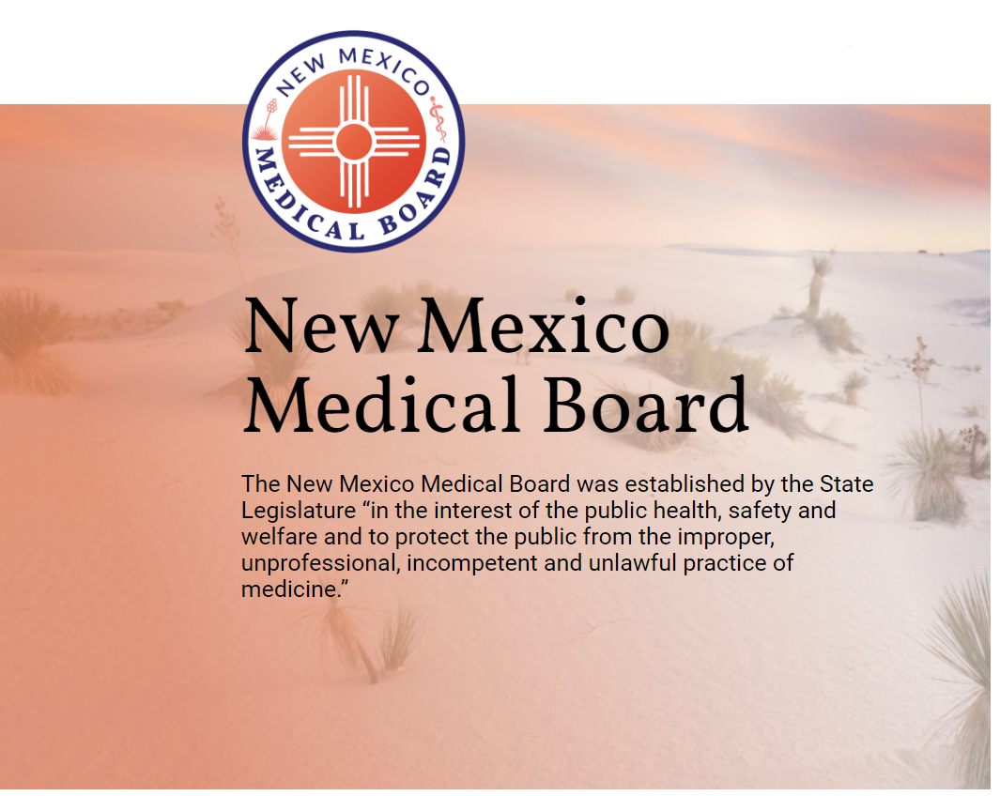 NEW MEXICO
MEDICAL BOARD
New Mexico
Medical Board
The New Mexico Medical Board was established by the State
Legislature “in the interest of the public health, safety and
welfare and to protect the public from the improper,
unprofessional, incompetent and unlawful practice of
medicine.”